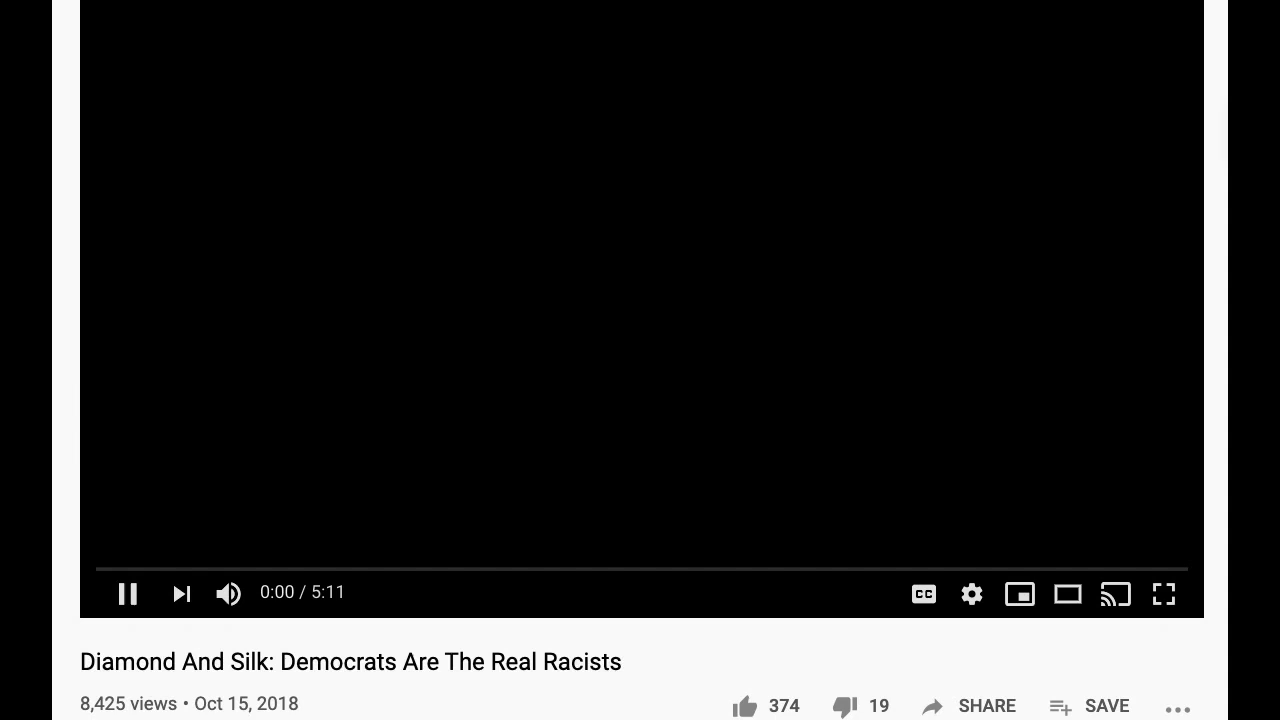 CC
0:00 / 5:11
Diamond And Silk: Democrats Are The Real Racists
8,425 views • Oct 15, 2018
374 19 SHARE SAVE